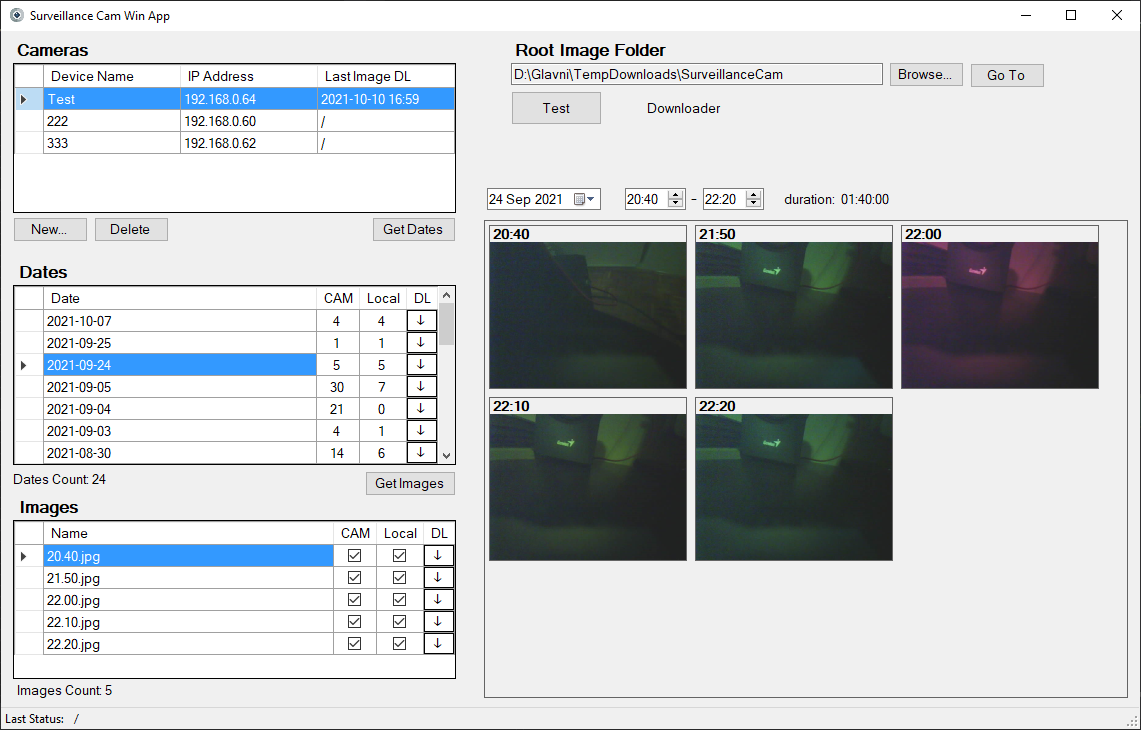 Surveillance Cam Win App
Cameras
Device Name IP Address Last Image DL
Test 192.168.0.64 2021-10-10 16:59
222 192.168.0.60 /
333 192.168.0.62 /
New... Delete Get Dates
Dates
Date CAM Local DL
2021-10-07 4 4 ↓
2021-09-25 1 1 ↓
2021-09-24 5 5 ↓
2021-09-05 30 7 ↓
2021-09-04 21 0 ↓
2021-09-03 4 1 ↓
2021-08-30 14 6 ↓
Dates Count: 24
Get Images
Images
Name CAM Local DL
20.40.jpg ↓
21.50.jpg ↓
22.00.jpg ↓
22.10.jpg ↓
22.20.jpg ↓
Images Count: 5
Root Image Folder
D:\Glavni\TempDownloads\SurveillanceCam Browse... Go To
Test Downloader
24 Sep 2021 20:40 - 22:20 duration: 01:40:00
20:40 21:50 22:00
22:10 22:20
Last Status: /